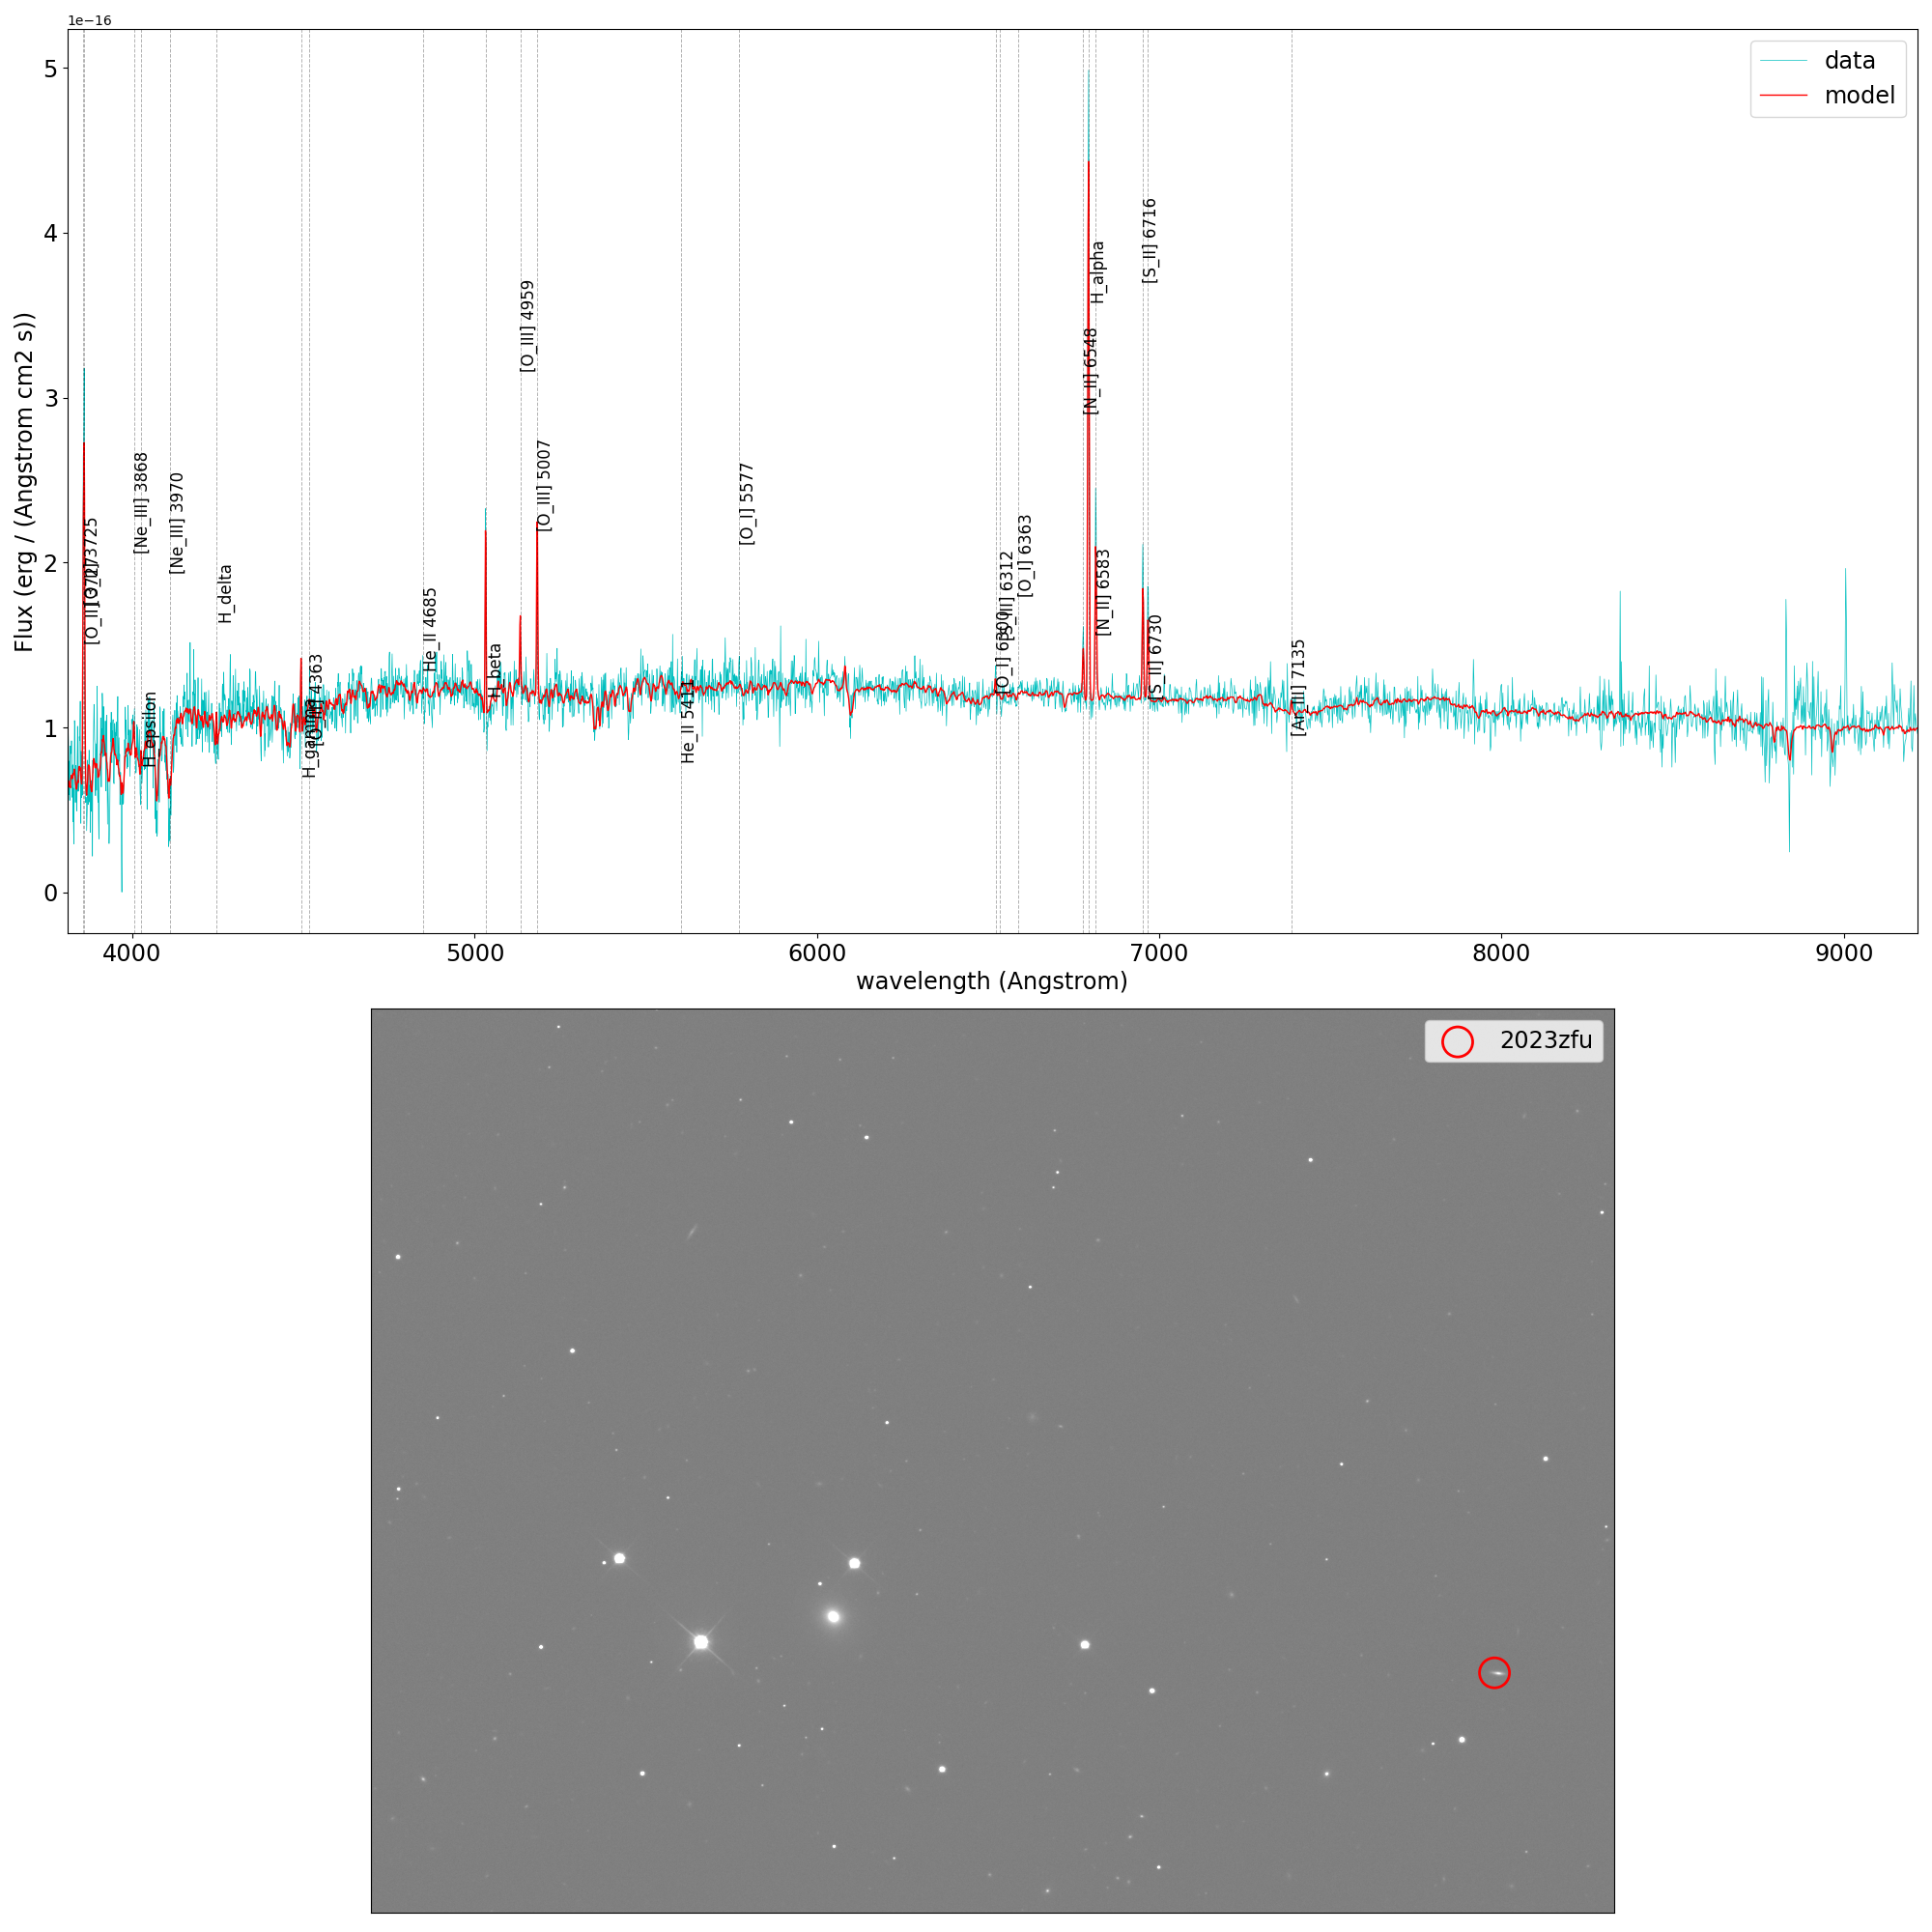 1e−16
data
model
5
4
3
2
1
0
Flux (erg / (Angstrom cm2 s))
[Ne_III] 3868
[Ne_III] 3970
H_epsilon
H_delta
[O_III] 4363
He_II 4685
H_beta
[O_III] 4959
[O_III] 5007
He_II 5411
[O_I] 5577
[O_I] 6300
[S_III] 6312
[O_I] 6363
[N_II] 6548
H_alpha
[N_II] 6583
[S_II] 6716
[S_II] 6730
[Ar_III] 7135
4000
5000
6000
7000
8000
9000
wavelength (Angstrom)
2023zfu